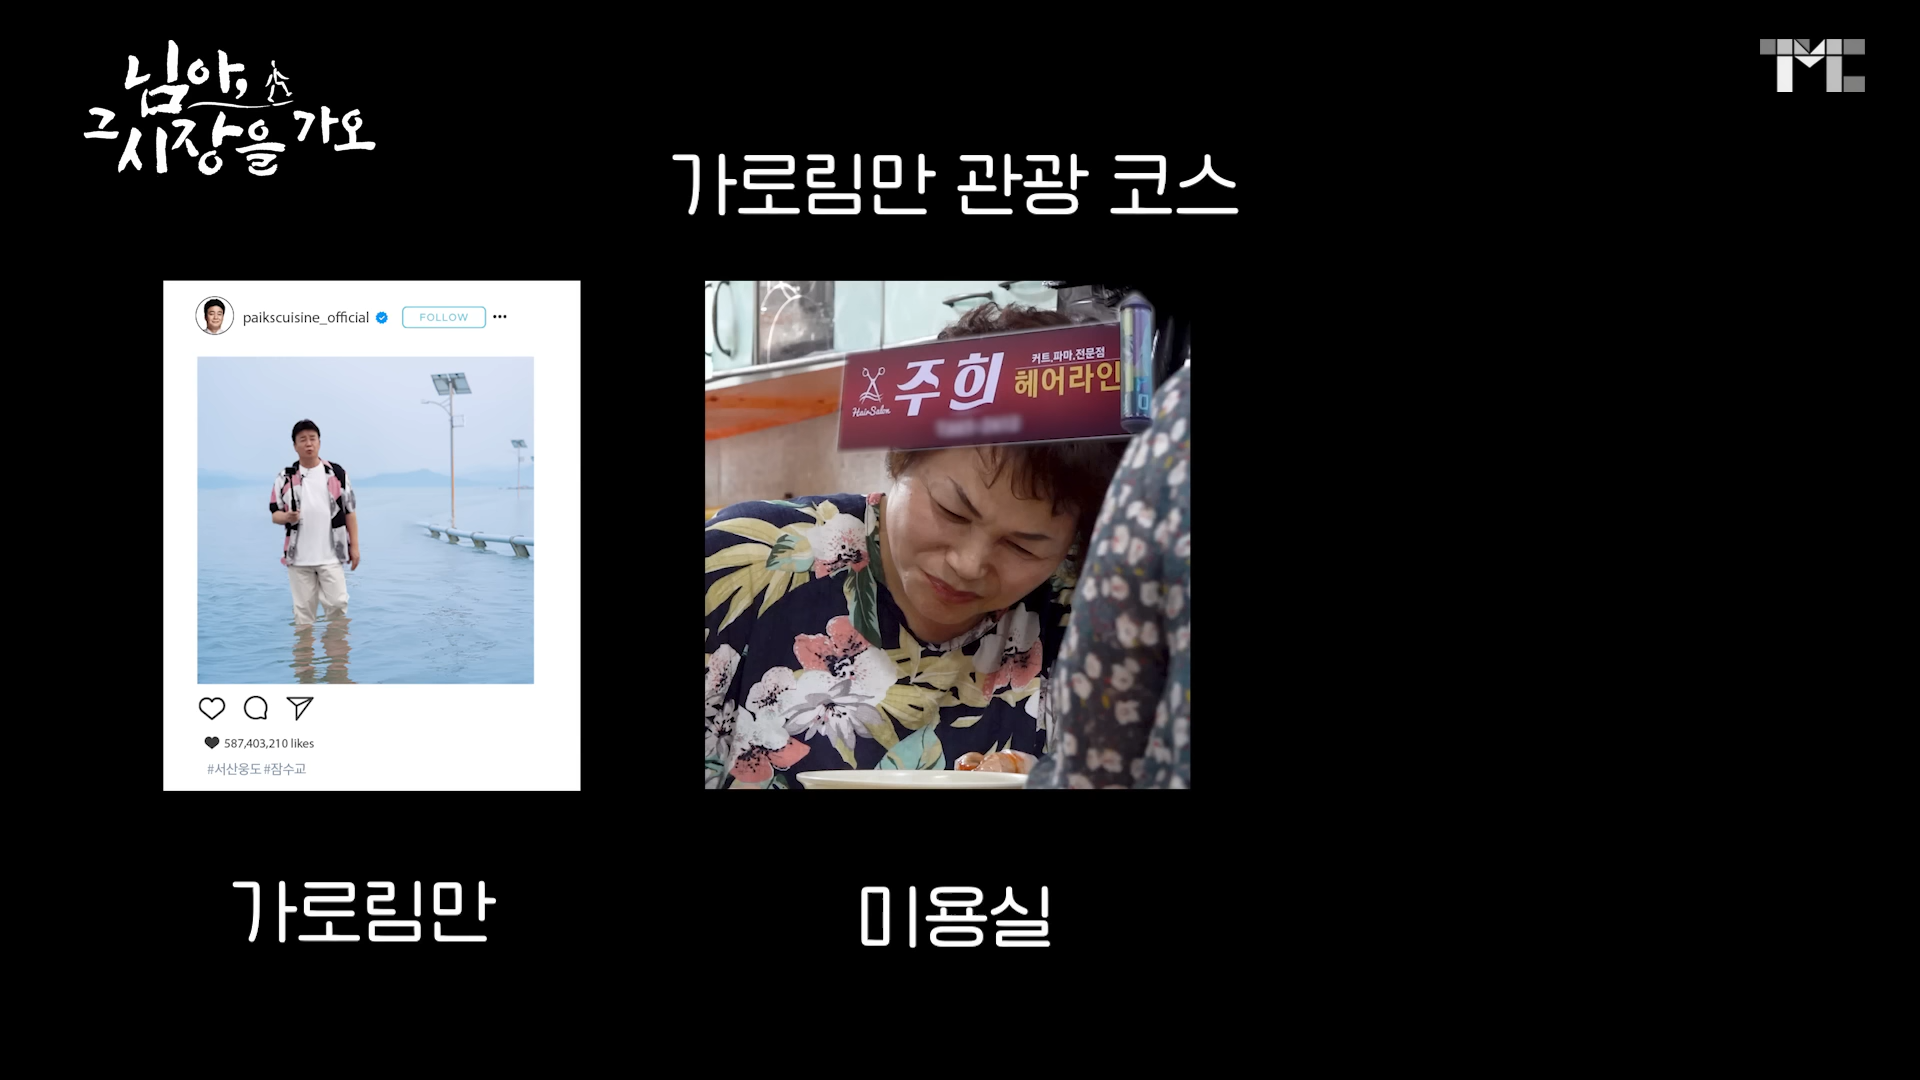 님아,
그 시장을 가오
TMC
가로림만 관광 코스
paikscuisine_official
FOLLOW
587,403,210 likes
#서산웅도 #잠수교
Hair Salon
주희
커트.파마.전문점
헤어라인
가로림만
미용실